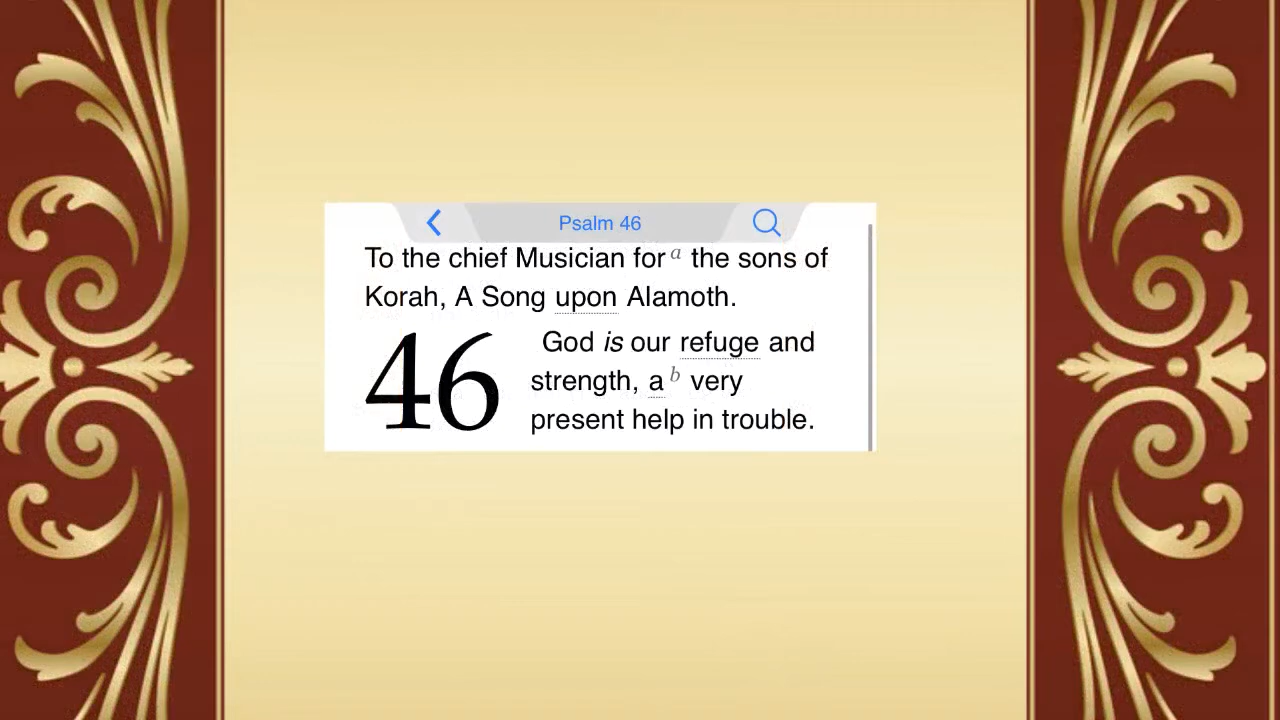 Psalm 46
To the chief Musician for a the sons of
Korah, A Song upon Alamoth.
46 God is our refuge and
strength, a b very
present help in trouble.